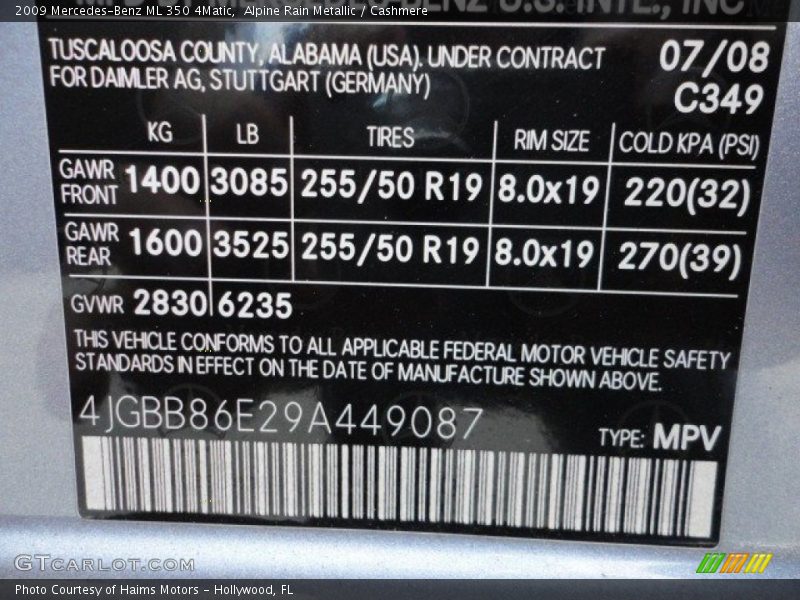 2009 Mercedes-Benz ML 350 4Matic, Alpine Rain Metallic / Cashmere
U.S. INTL., INC
TUSCALOOSA COUNTY, ALABAMA (USA). UNDER CONTRACT 07/08
FOR DAIMLER AG, STUTTGART (GERMANY) C349
KG LB TIRES RIM SIZE COLD KPA (PSI)
GAWR FRONT 1400 3085 255/50 R19 8.0x19 220(32)
GAWR REAR 1600 3525 255/50 R19 8.0x19 270(39)
GVWR 2830 6235
THIS VEHICLE CONFORMS TO ALL APPLICABLE FEDERAL MOTOR VEHICLE SAFETY
STANDARDS IN EFFECT ON THE DATE OF MANUFACTURE SHOWN ABOVE.
4JGBB86E29A449087 TYPE: MPV
GTCARLOT.COM
Photo Courtesy of Haims Motors - Hollywood, FL